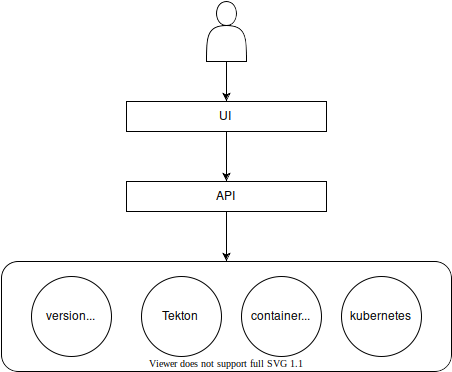 UI
API
version... Tekton container... kubernetes
Viewer does not support full SVG 1.1